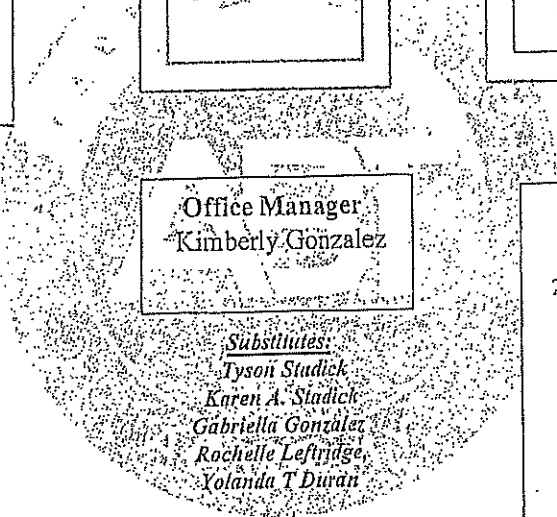 Office Manager
Kimberly Gonzalez
Substitutes:
Tyson Stadick
Karen A. Stadick
Gabriella Gonzalez
Rochelle Leftridge,
Yolanda T Duran